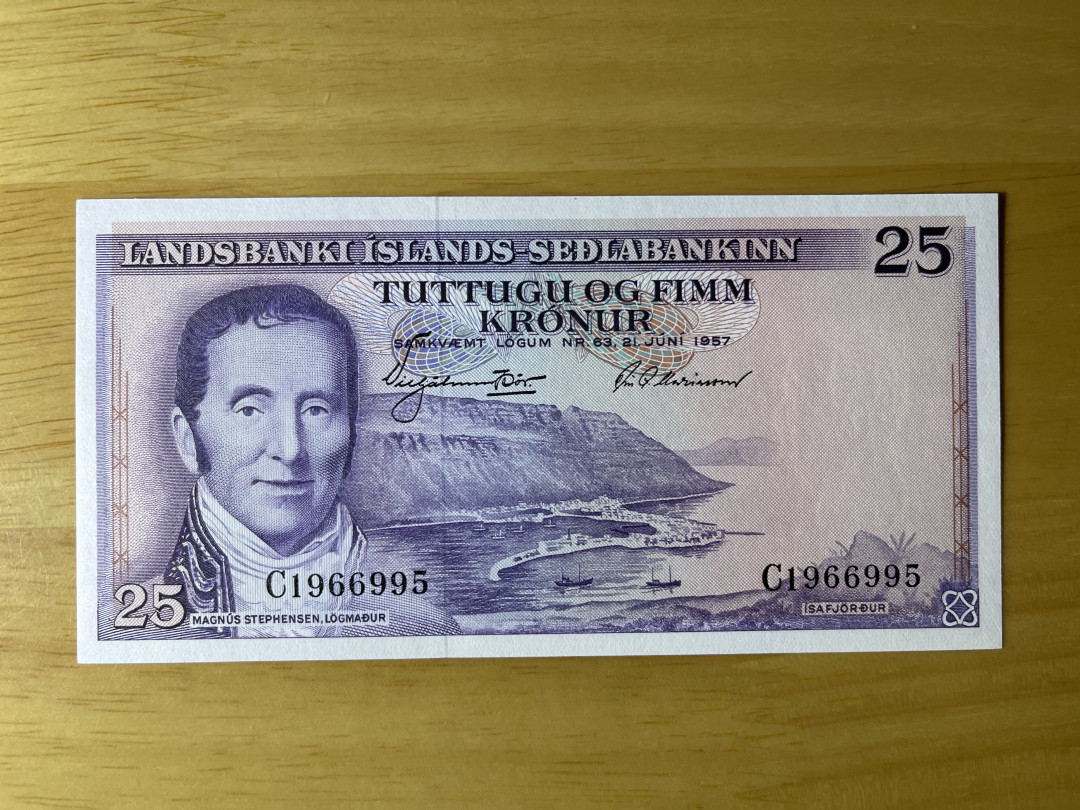 LANDSBANKI ÍSLANDS-SEÐLABANKINN
25
TUTTUGU OG FIMM
KRÓNUR
SAMKVÆMT LÖGUM NR 63, 21. JÚNI 1957
C1966995
C1966995
25
MAGNÚS STEPHENSEN, LÖGMAÐUR
ÍSAFJÖRÐUR